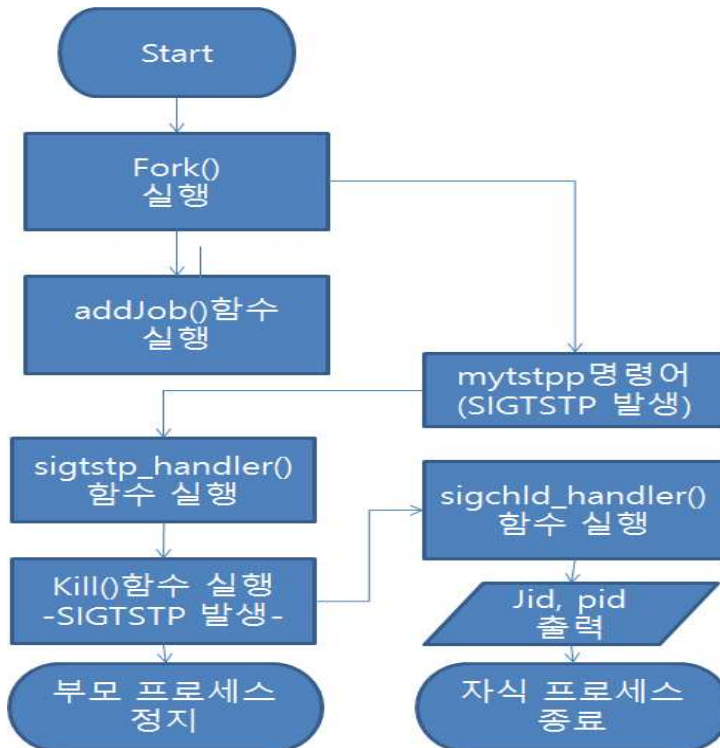 Start
Fork()
실행
addJob()함수
실행
mytstpp명령어
(SIGTSTP 발생)
sigtstp_handler()
함수 실행
sigchld_handler()
함수 실행
Kill()함수 실행
-SIGTSTP 발생-
Jid, pid
출력
부모 프로세스
정지
자식 프로세스
종료